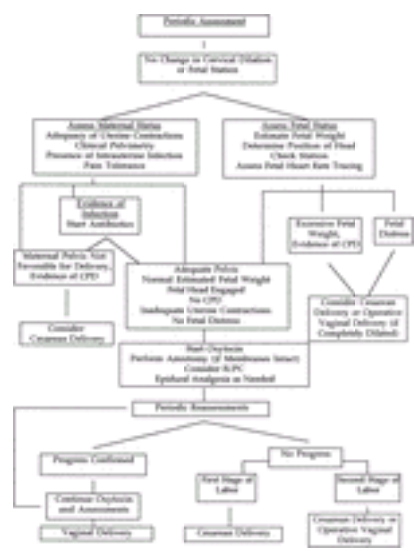 Periodic Assessment
No Change in Cervical Dilation
or Fetal Station
Assess Maternal Status
Adequacy of Uterine Contractions
Clinical Pelvimetry
Presence of Intrauterine Infection
Pain Tolerance
Assess Fetal Status
Estimate Fetal Weight
Determine Position of Head
Check Station
Assess Fetal Heart Rate Tracing
Evidence of
Infection
Start Antibiotics
Excessive Fetal
Weight,
Evidence of CPD
Fetal
Distress
Maternal Pelvis Not
Favorable for Delivery,
Evidence of CPD
Adequate Pelvis
Normal Estimated Fetal Weight
Fetal Head Engaged
No CPD
Inadequate Uterine Contractions
No Fetal Distress
Consider
Cesarean Delivery
Consider Cesarean
Delivery or Operative
Vaginal Delivery (if
Completely Dilated)
Start Oxytocin
Perform Amniotomy (if Membranes Intact)
Consider IUPC
Epidural Analgesia as Needed
Periodic Reassessments
Progress Confirmed
No Progress
Continue Oxytocin
and Assessments
First Stage of
Labor
Second Stage of
Labor
Vaginal Delivery
Cesarean Delivery
Cesarean Delivery or
Operative Vaginal
Delivery